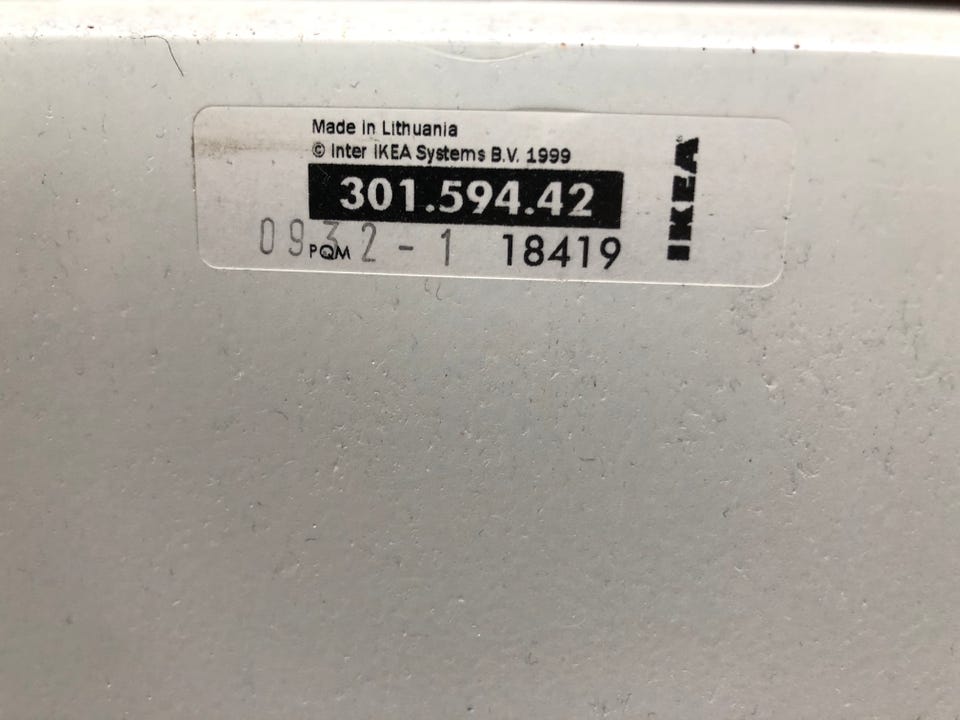 Made in Lithuania
© Inter IKEA Systems B.V. 1999
301.594.42
0932-1 PQM 18419
IKEA